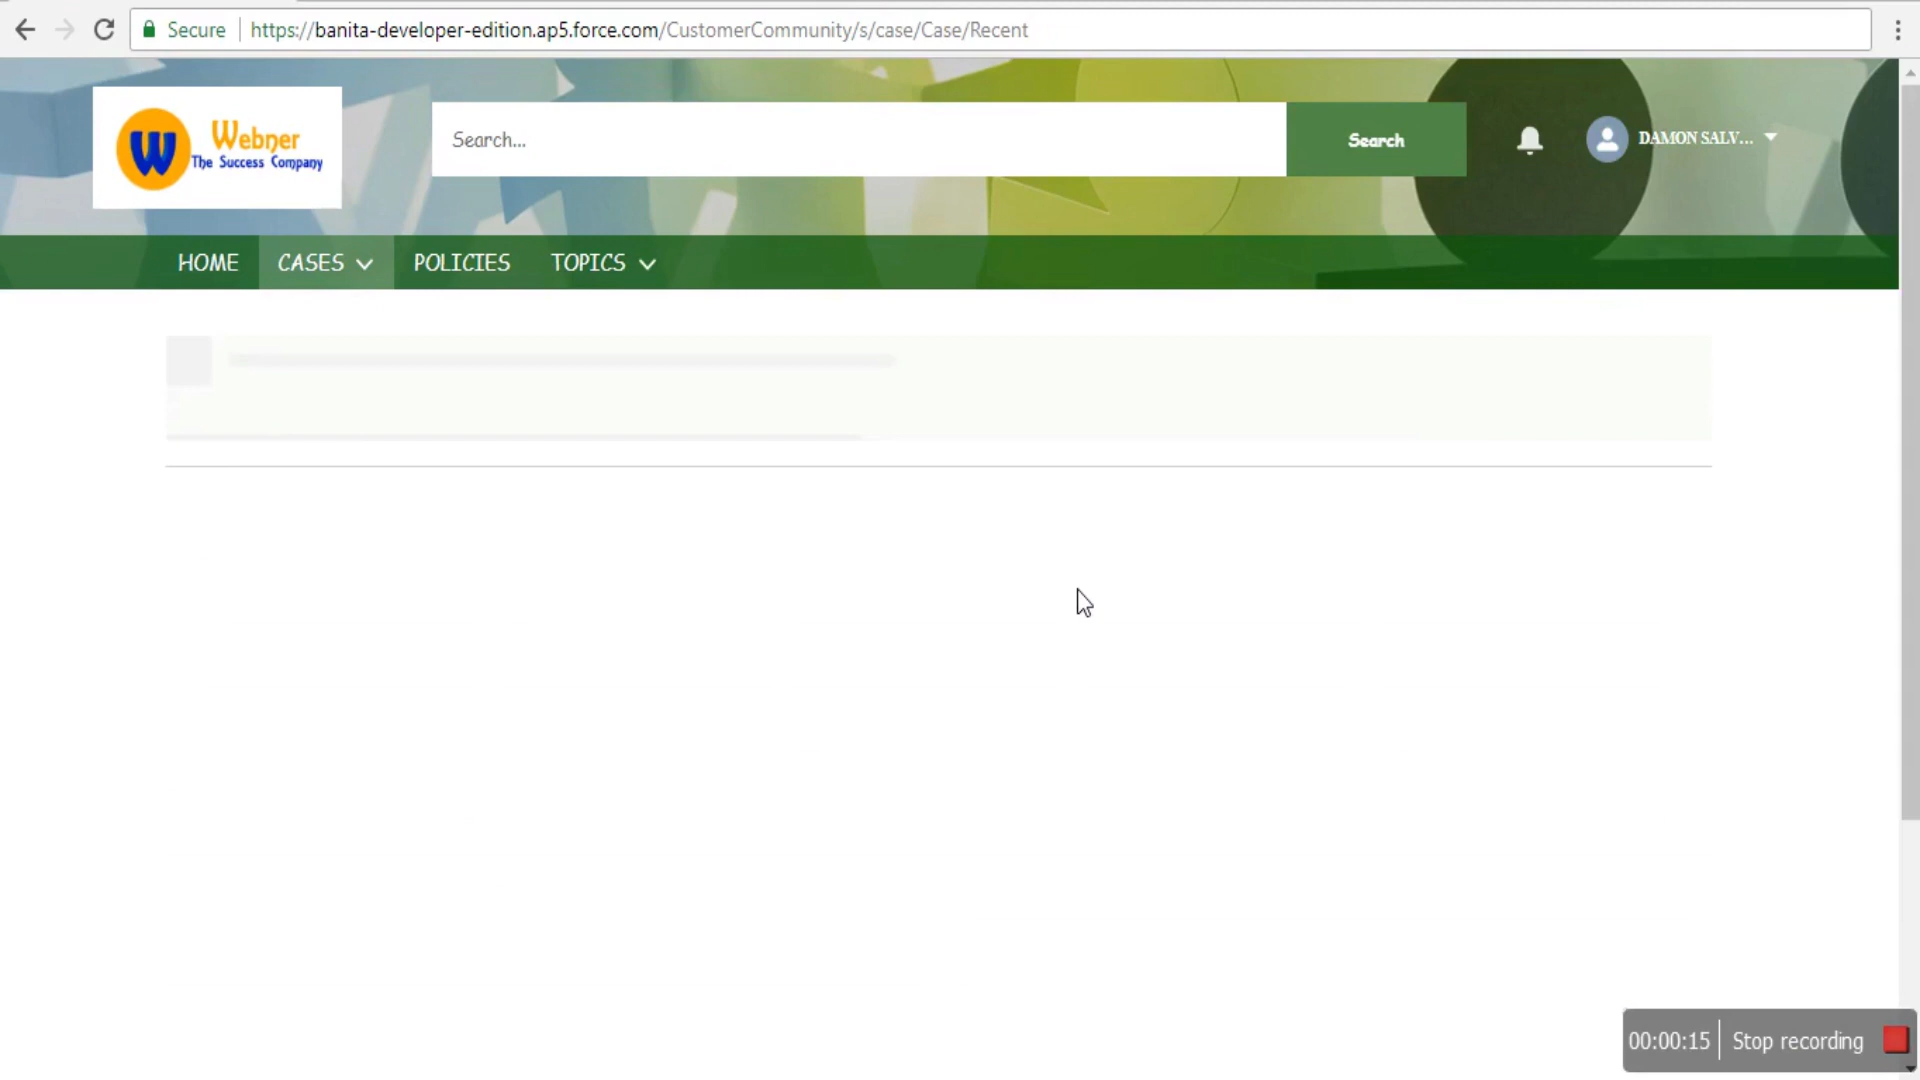 Secure https://banita-developer-edition.ap5.force.com/CustomerCommunity/s/case/Case/Recent
W Webner
The Success Company
Search...
Search
DAMON SALV...
HOME CASES POLICIES TOPICS
00:00:15 Stop recording